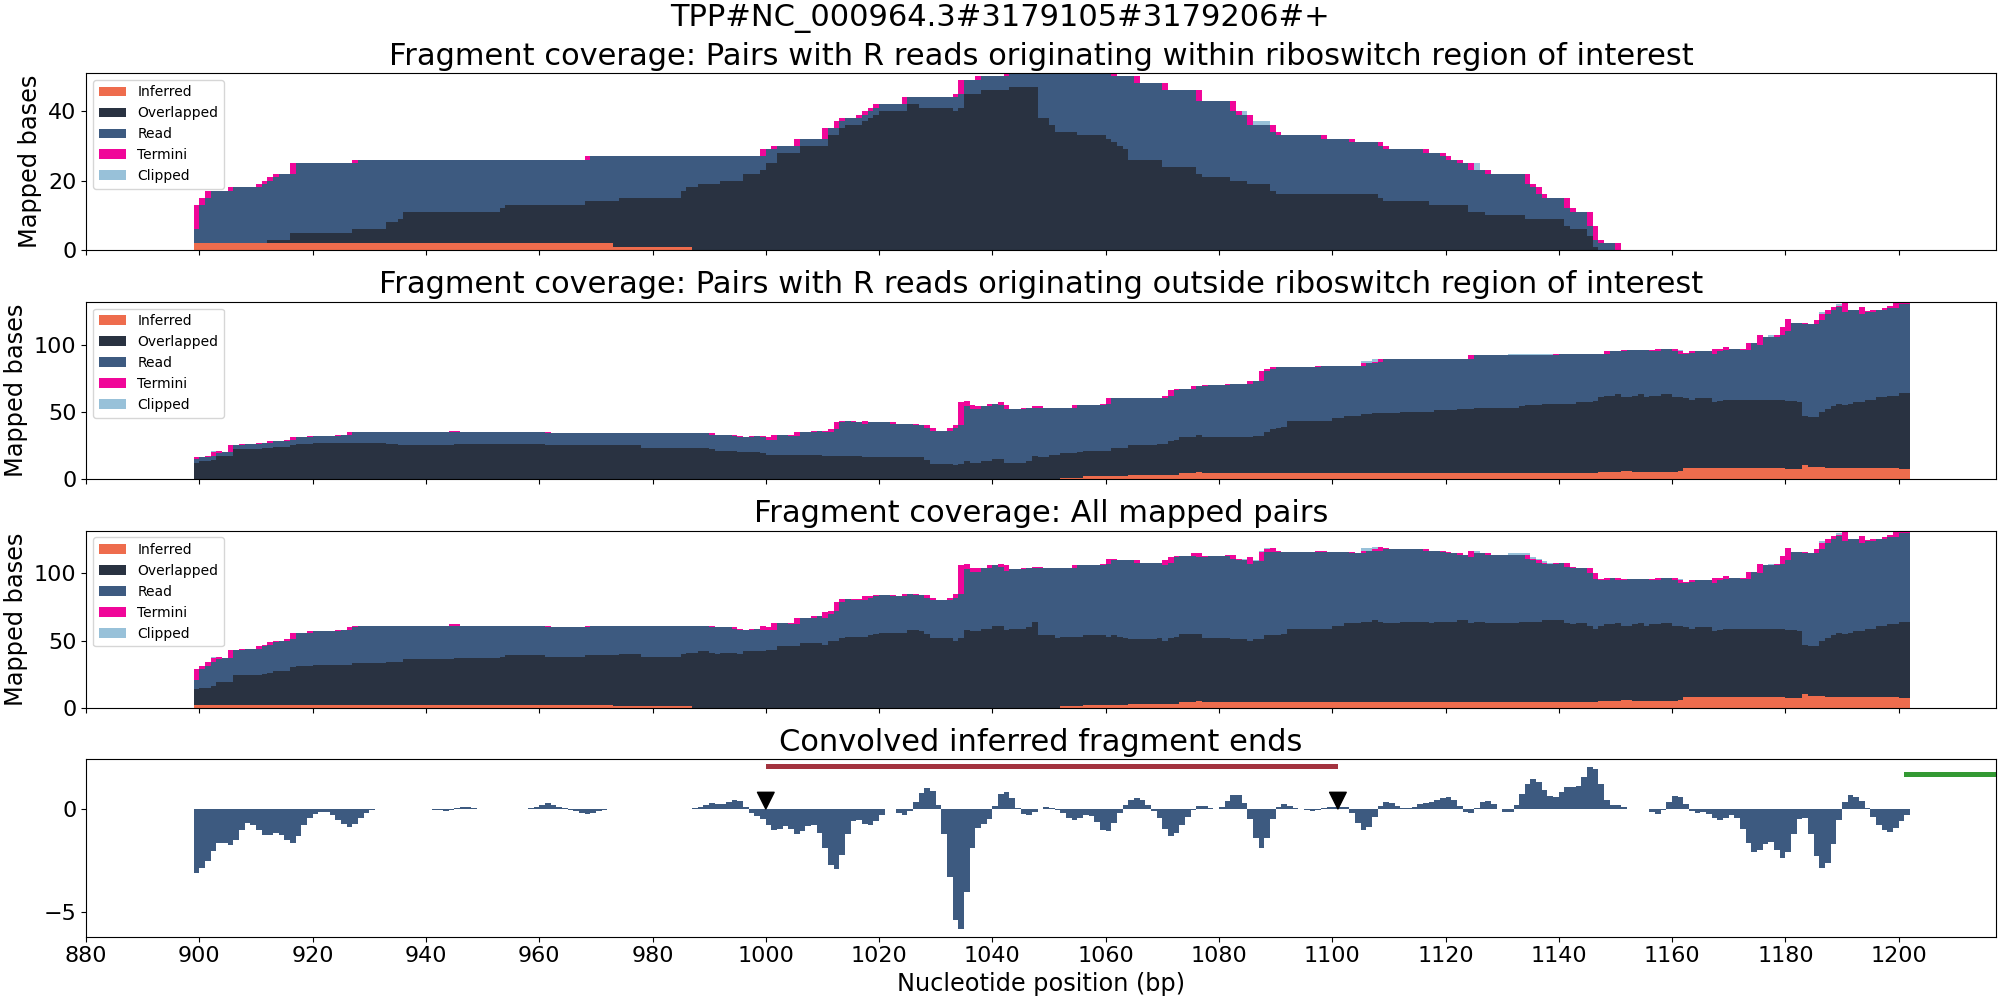 TPP#NC_000964.3#3179105#3179206#+
Fragment coverage: Pairs with R reads originating within riboswitch region of interest
Mapped bases
40
20
0
Inferred
Overlapped
Read
Termini
Clipped
Fragment coverage: Pairs with R reads originating outside riboswitch region of interest
Mapped bases
100
50
0
Inferred
Overlapped
Read
Termini
Clipped
Fragment coverage: All mapped pairs
Mapped bases
100
50
0
Inferred
Overlapped
Read
Termini
Clipped
Convolved inferred fragment ends
0
−5
880 900 920 940 960 980 1000 1020 1040 1060 1080 1100 1120 1140 1160 1180 1200
Nucleotide position (bp)